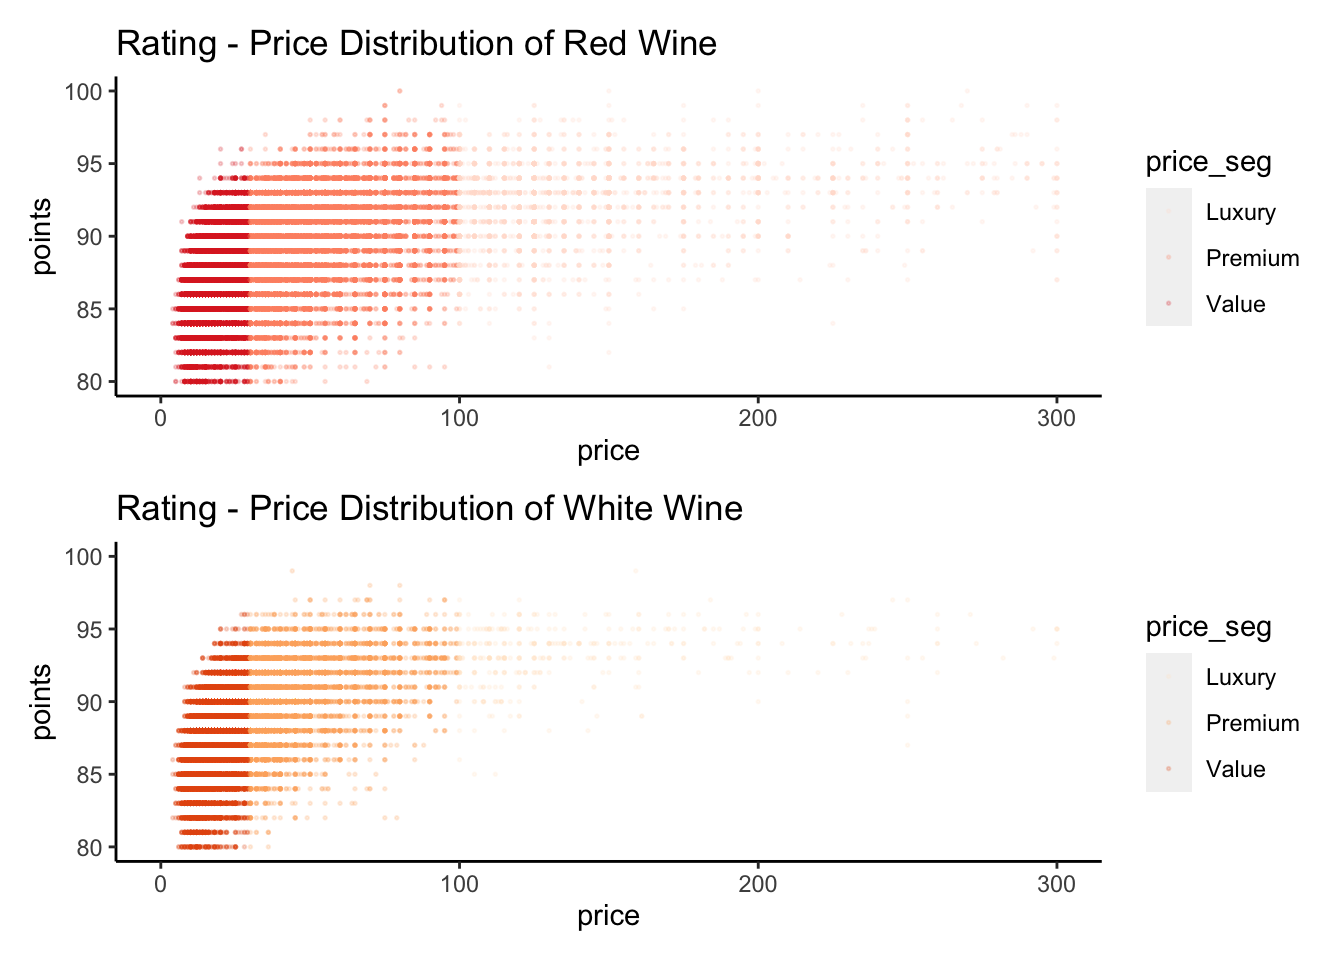 Rating - Price Distribution of Red Wine
points
100
95
90
85
80
0 100 200 300
price
price_seg
Luxury
Premium
Value
Rating - Price Distribution of White Wine
points
100
95
90
85
80
0 100 200 300
price
price_seg
Luxury
Premium
Value